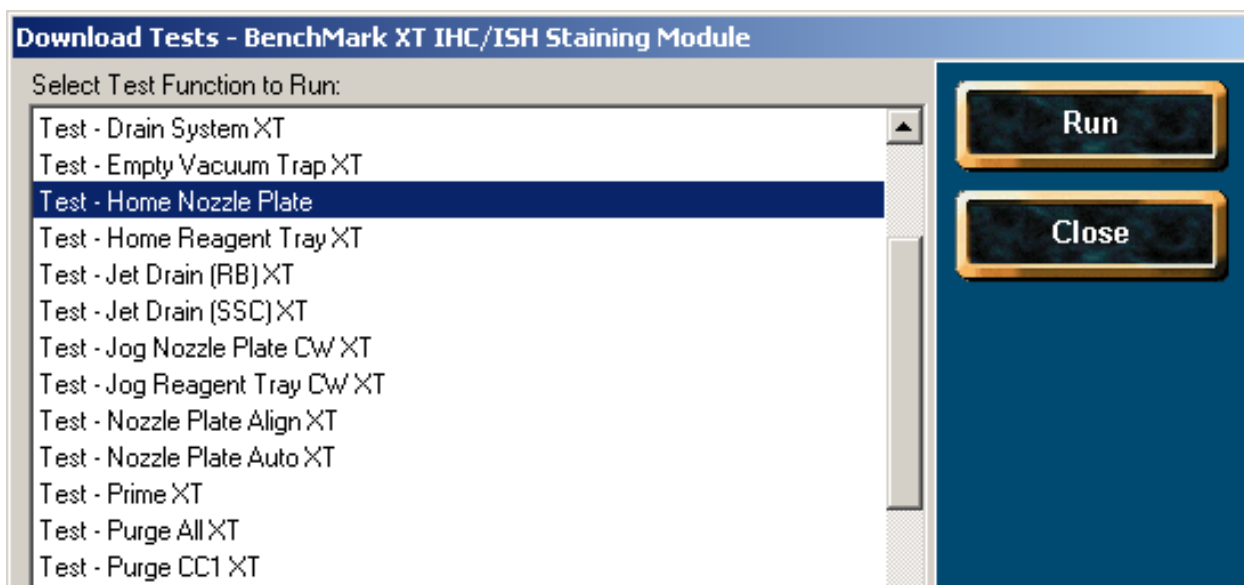 Download Tests - BenchMark XT IHC/ISH Staining Module
Select Test Function to Run:
Test - Drain System XT
Test - Empty Vacuum Trap XT
Test - Home Nozzle Plate
Test - Home Reagent Tray XT
Test - Jet Drain (RB) XT
Test - Jet Drain (SSC) XT
Test - Jog Nozzle Plate CW XT
Test - Jog Reagent Tray CW XT
Test - Nozzle Plate Align XT
Test - Nozzle Plate Auto XT
Test - Prime XT
Test - Purge All XT
Test - Purge CC1 XT
Run
Close